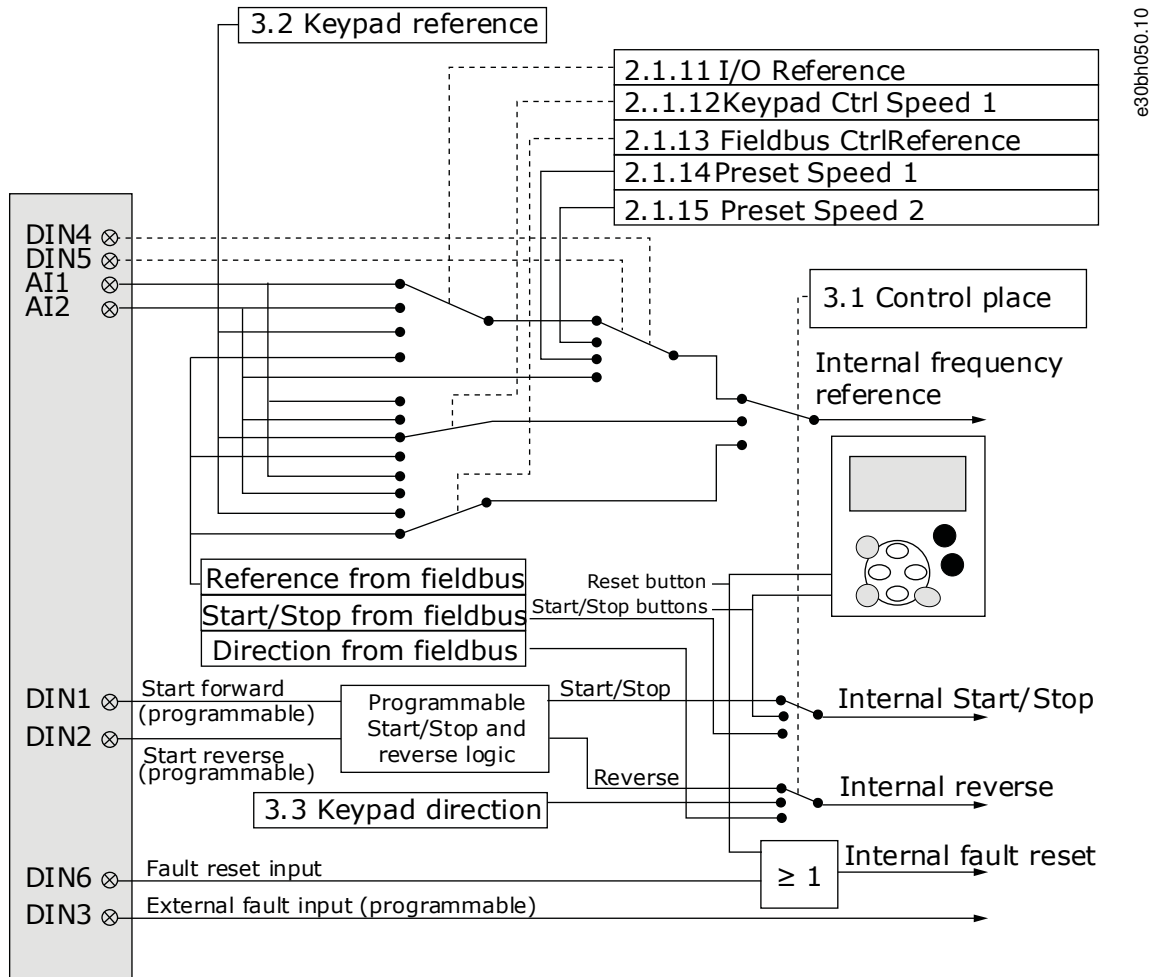 3.2 Keypad reference
e30bh050.10
2.1.11 I/O Reference
2..1.12Keypad Ctrl Speed 1
2.1.13 Fieldbus CtrlReference
2.1.14Preset Speed 1
2.1.15 Preset Speed 2
DIN4
DIN5
AI1
AI2
3.1 Control place
Internal frequency
reference
Reference from fieldbus
Start/Stop from fieldbus
Direction from fieldbus
Reset button
Start/Stop buttons
DIN1
Start forward
(programmable)
DIN2
Start reverse
(programmable)
Programmable
Start/Stop and
reverse logic
Start/Stop
Internal Start/Stop
Reverse
Internal reverse
3.3 Keypad direction
Internal fault reset
≥ 1
DIN6
Fault reset input
DIN3
External fault input (programmable)